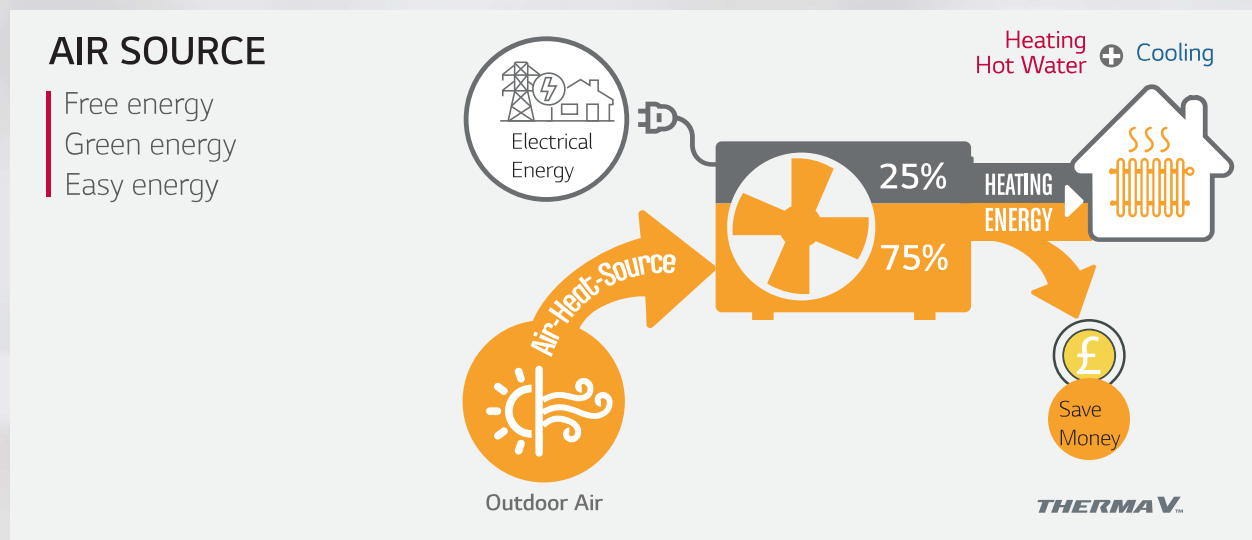 AIR SOURCE
Free energy
Green energy
Easy energy
Electrical
Energy
Heating
Hot Water
Cooling
25%
HEATING
ENERGY
75%
Air-Heat-Source
£
Save
Money
Outdoor Air
THERMA V™